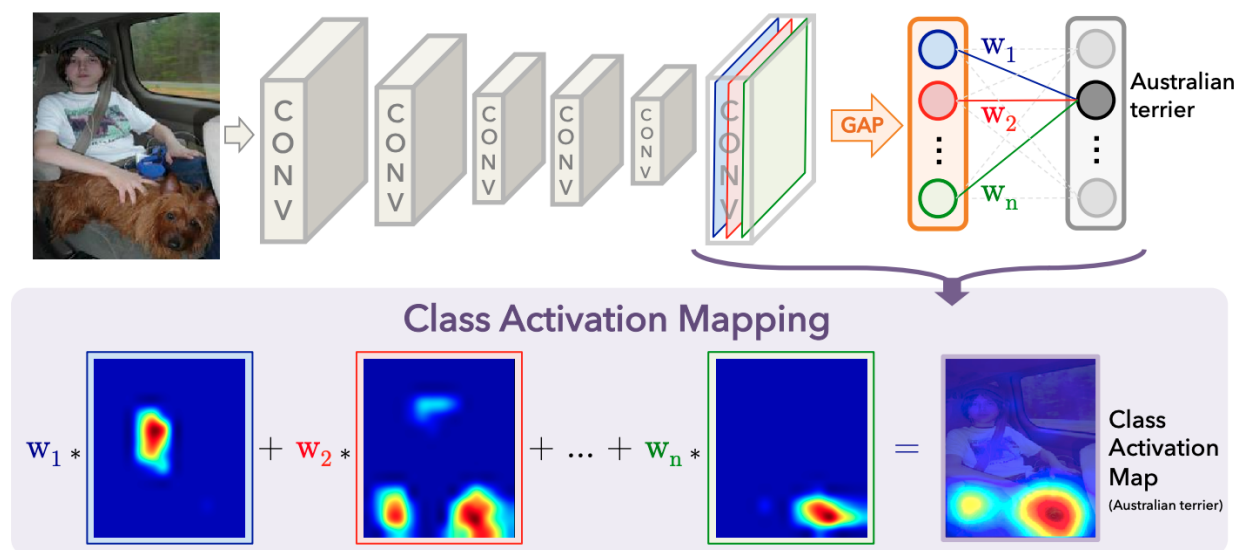 CONV
CONV
CONV
CONV
CONV
CONV
GAP
w1
w2
⋮
wn
⋮
Australian
terrier
Class Activation Mapping
w1 * + w2 * + ... + wn * =
Class
Activation
Map
(Australian terrier)